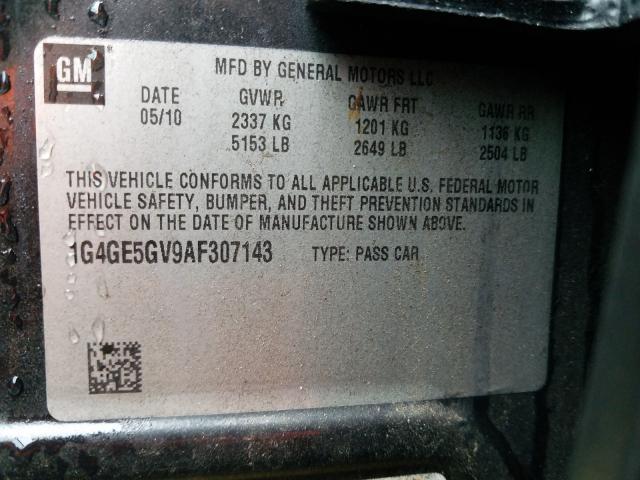 GM
MFD BY GENERAL MOTORS LLC
DATE GVWR GAWR FRT GAWR RR
05/10 2337 KG 1201 KG 1136 KG
5153 LB 2649 LB 2504 LB
THIS VEHICLE CONFORMS TO ALL APPLICABLE U.S. FEDERAL MOTOR
VEHICLE SAFETY, BUMPER, AND THEFT PREVENTION STANDARDS IN
EFFECT ON THE DATE OF MANUFACTURE SHOWN ABOVE.
1G4GE5GV9AF307143 TYPE: PASS CAR